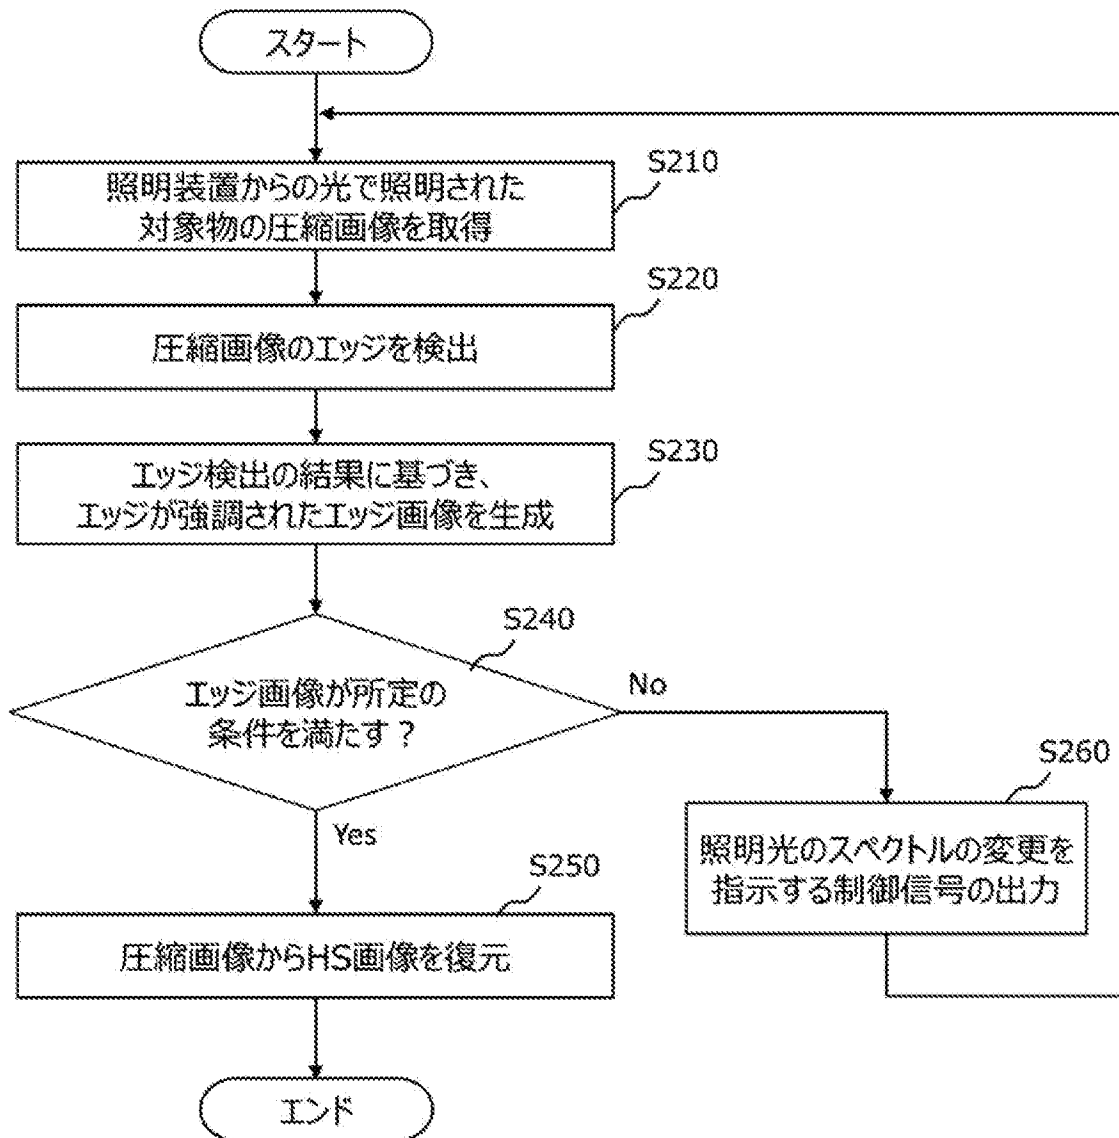 スタート
S210
照明装置からの光で照明された
対象物の圧縮画像を取得
S220
圧縮画像のエッジを検出
S230
エッジ検出の結果に基づき、
エッジが強調されたエッジ画像を生成
S240
エッジ画像が所定の
条件を満たす？
No
Yes
S260
照明光のスペクトルの変更を
指示する制御信号の出力
S250
圧縮画像からHS画像を復元
エンド